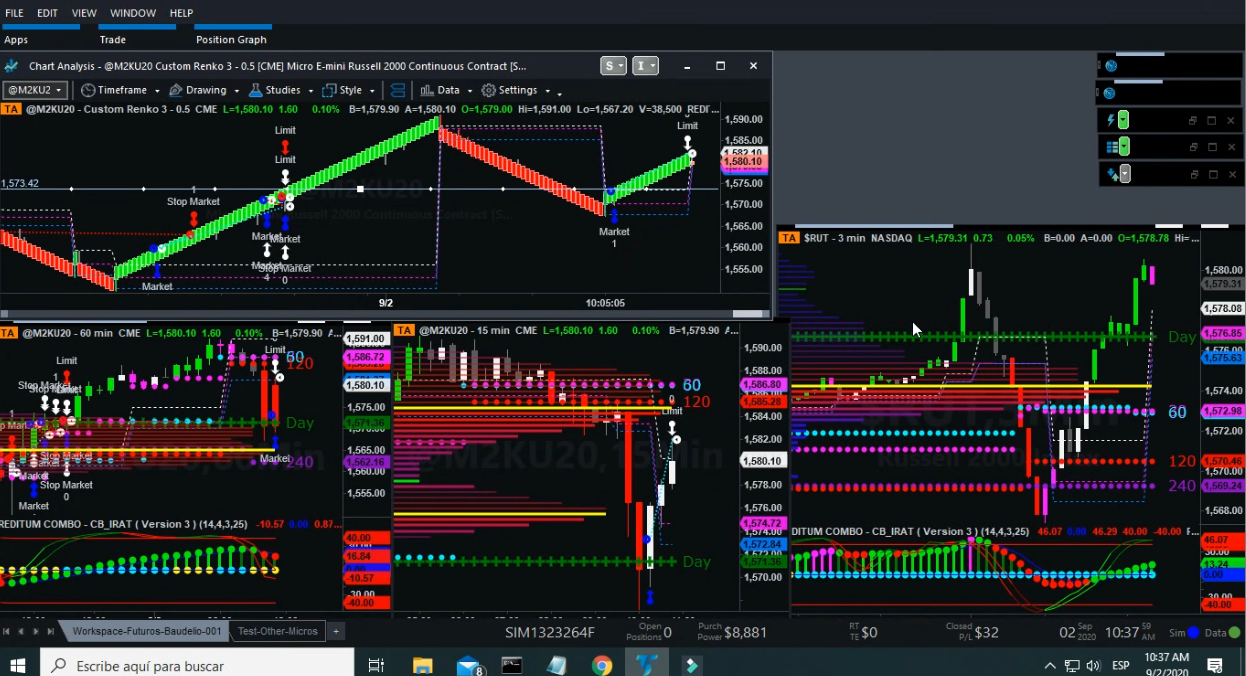 FILE EDIT VIEW WINDOW HELP
Apps Trade Position Graph
Chart Analysis - @M2KU20 Custom Renko 3 - 0.5 [CME] Micro E-mini Russell 2000 Continuous Contract [S...
S I
@M2KU2 Timeframe Drawing Studies Style Data Settings
TA @M2KU20 - Custom Renko 3 - 0.5 CME L=1,580.10 1.60 0.10% B=1,579.90 A=1,580.10 O=1,579.00 Hi=1,591.00 Lo=1,567.20 V=38,500 REDIT...
1,590.00
Limit
Limit
1,585.00
Limit
1,582.10
1,580.10
1,573.42
1
1,575.00
Stop Market
1,570.00
Market
1
Market
Market
1,565.00
1,560.00
Market
4
Stop Market
0
1,555.00
Market
9/2 10:05:05
TA $RUT - 3 min NASDAQ L=1,579.31 0.73 0.05% B=0.00 A=0.00 O=1,578.78 Hi=...
1,580.00
1,579.31
1,578.08
Day
1,576.85
1,575.63
1,574.00
60
1,572.98
1,572.00
120
1,570.46
240
1,569.24
1,568.00
TA @M2KU20 - 60 min CME L=1,580.10 1.60 0.10% B=1,579.90 A...
1,591.00
Limit
60
1,586.72
Limit
120
Stop Market
1,580.10
1,575.00
Day
1,571.36
1,565.00
Market
240
1,562.16
1,560.00
Stop Market
0
1,555.00
Market
REDITUM COMBO - CB_IRAT ( Version 3 ) (14,4,3,25) -10.57 0.00 0.87...
40.00
16.84
0.00
-10.57
-40.00
TA @M2KU20 - 15 min CME L=1,580.10 1.60 0.10% B=1,579.90 A...
1,590.00
1,588.00
60
1,586.80
120
1,585.28
Limit
1,584.00
1,582.00
1,580.10
1,578.00
1,576.00
1,574.72
1,572.84
Day
1,571.36
1,570.00
DITUM COMBO - CB_IRAT ( Version 3 ) (14,4,3,25) 46.07 0.00 46.29 40.00 -40.00 F...
46.07
30.00
13.24
0.00
-40.00
Workspace-Futuros-Baudelio-001 Test-Other-Micros +
SIM1323264F Open Positions 0 Purch Power $8,881 RT TE $0 Closed P/L $32 02 Sep 2020 10:37 59 AM Sim Data
Escribe aquí para buscar
8
ESP
10:37 AM
9/2/2020